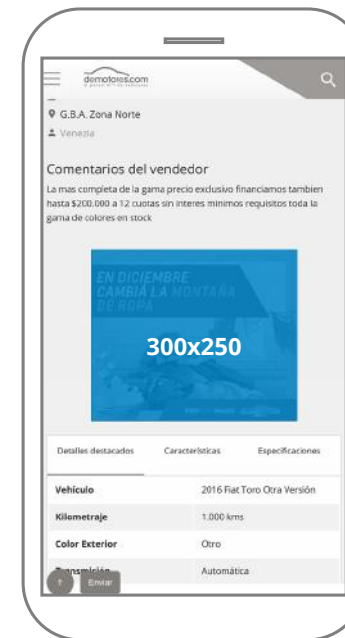 demotores.com
G.B.A. Zona Norte
Venezia
Comentarios del vendedor
La mas completa de la gama precio exclusivo financiamos tambien
hasta $200.000 a 12 cuotas sin interes minimos requisitos toda la
gama de colores en stock
EN DICIEMBRE
CAMBIÁ LA MONTAÑA
DE ROPA
300x250
Detalles destacados Características Especificaciones
Vehículo 2016 Fiat Toro Otra Versión
Kilometraje 1.000 kms
Color Exterior Otro
Transmisión Automática
Enviar